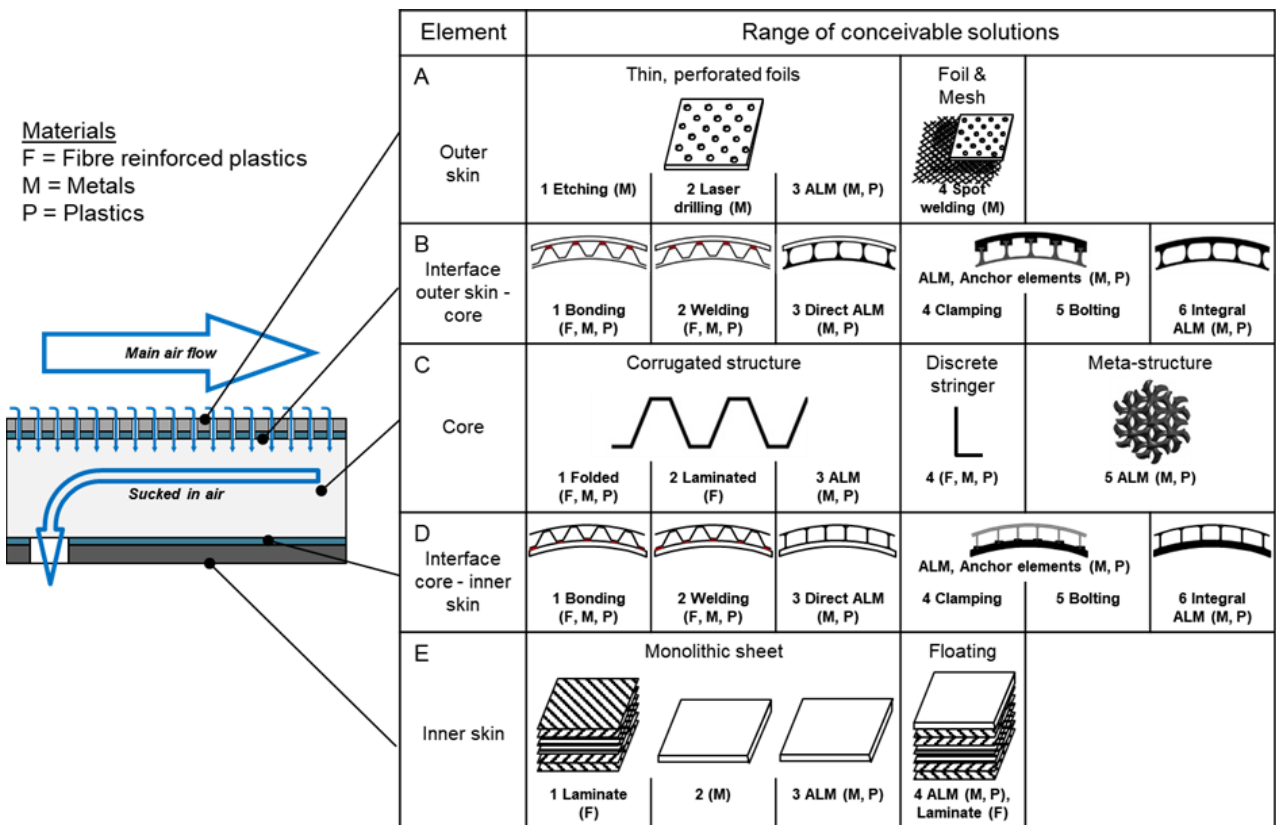 Materials
F = Fibre reinforced plastics
M = Metals
P = Plastics
Main air flow
Sucked in air
Element
Range of conceivable solutions
A
Outer
skin
Thin, perforated foils
1 Etching (M)
2 Laser
drilling (M)
3 ALM (M, P)
Foil &
Mesh
4 Spot
welding (M)
B
Interface
outer skin -
core
1 Bonding
(F, M, P)
2 Welding
(F, M, P)
3 Direct ALM
(M, P)
ALM, Anchor elements (M, P)
4 Clamping
5 Bolting
6 Integral
ALM (M, P)
C
Core
Corrugated structure
1 Folded
(F, M, P)
2 Laminated
(F)
3 ALM
(M, P)
Discrete
stringer
4 (F, M, P)
Meta-structure
5 ALM (M, P)
D
Interface
core - inner
skin
1 Bonding
(F, M, P)
2 Welding
(F, M, P)
3 Direct ALM
(M, P)
ALM, Anchor elements (M, P)
4 Clamping
5 Bolting
6 Integral
ALM (M, P)
E
Inner skin
Monolithic sheet
1 Laminate
(F)
2 (M)
3 ALM (M, P)
Floating
4 ALM (M, P),
Laminate (F)